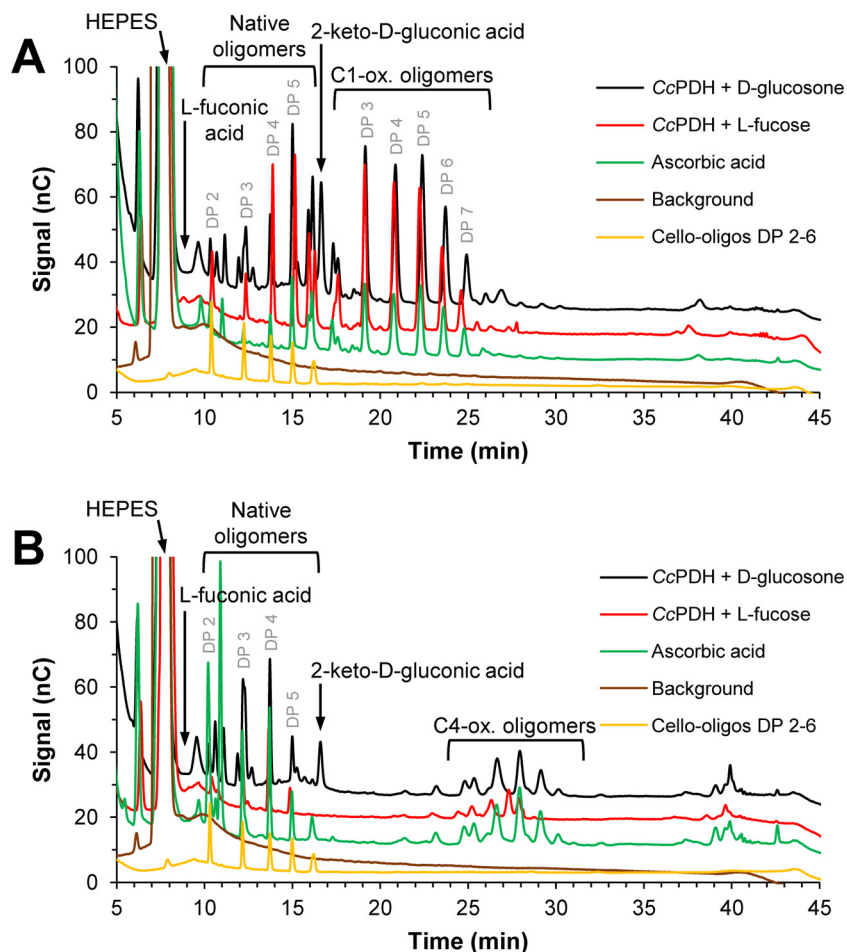 A
HEPES
Native
oligomers
2-keto-D-gluconic acid
L-fuconic
acid
C1-ox. oligomers
DP 2
DP 3
DP 4
DP 5
DP 3
DP 4
DP 5
DP 6
DP 7
CcPDH + D-glucosone
CcPDH + L-fucose
Ascorbic acid
Background
Cello-oligos DP 2-6
Signal (nC)
100
80
60
40
20
0
5 10 15 20 25 30 35 40 45
Time (min)
B
HEPES
Native
oligomers
L-fuconic acid
2-keto-D-gluconic acid
C4-ox. oligomers
DP 2
DP 3
DP 4
DP 5
CcPDH + D-glucosone
CcPDH + L-fucose
Ascorbic acid
Background
Cello-oligos DP 2-6
Signal (nC)
100
80
60
40
20
0
5 10 15 20 25 30 35 40 45
Time (min)